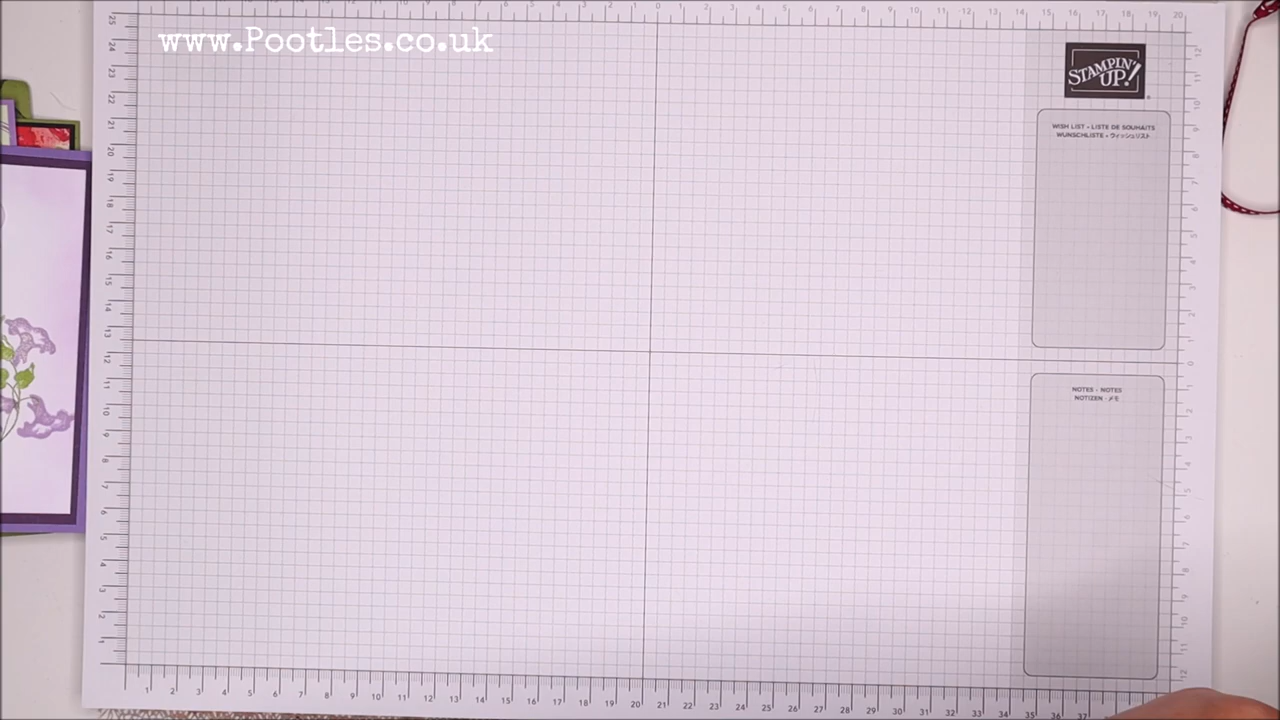 www.Pootles.co.uk
STAMPIN' UP!®
WISH LIST • LISTE DE SOUHAITS
WUNSCHLISTE • ウィッシュリスト
NOTES • NOTES
NOTIZEN • メモ